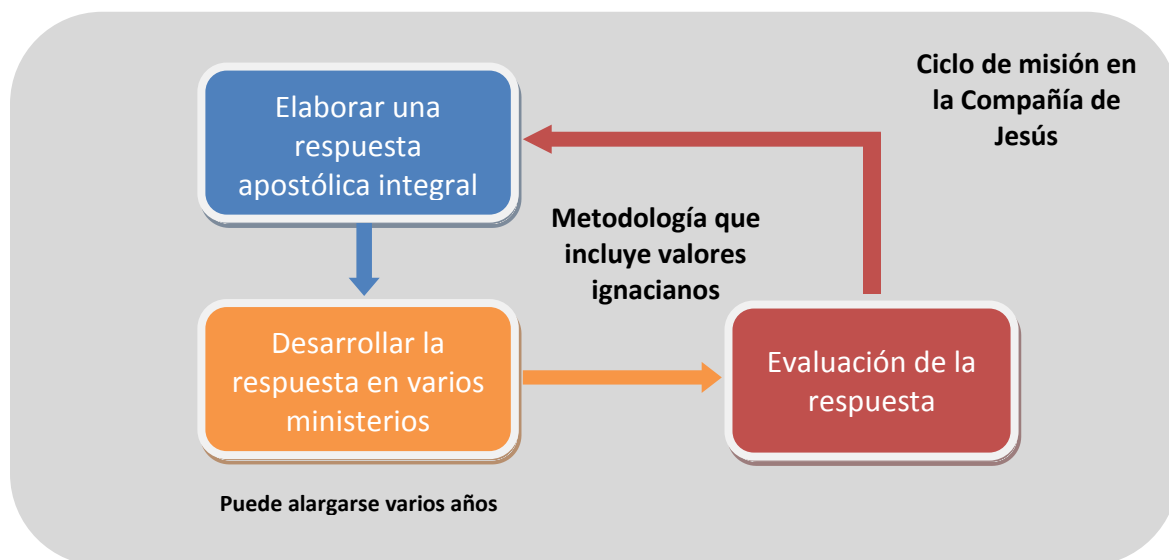 Ciclo de misión en
la Compañía de
Jesús
Elaborar una
respuesta
apostólica integral
Metodología que
incluye valores
ignacianos
Desarrollar la
respuesta en varios
ministerios
Evaluación de la
respuesta
Puede alargarse varios años